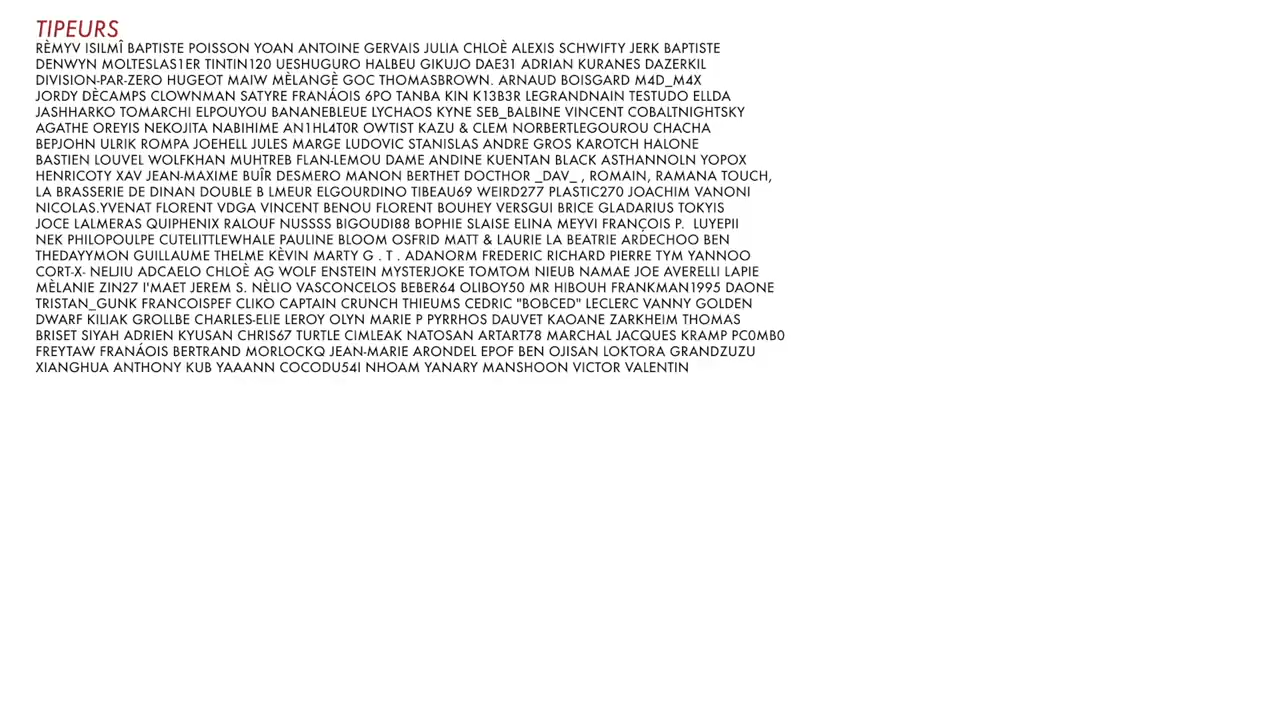 TIPEURS
RÈMYV ISILMÎ BAPTISTE POISSON YOAN ANTOINE GERVAIS JULIA CHLOÈ ALEXIS SCHWIFTY JERK BAPTISTE
DENWYN MOLTESLAS1ER TINTIN120 UESHUGURO HALBEU GIKUJO DAE31 ADRIAN KURANES DAZERKIL
DIVISION-PAR-ZERO HUGEOT MAIW MÈLANGÈ GOC THOMASBROWN. ARNAUD BOISGARD M4D_M4X
JORDY DÈCAMPS CLOWNMAN SATYRE FRANÁOIS 6PO TANBA KIN K13B3R LEGRANDNAIN TESTUDO ELLDA
JASHHARKO TOMARCHI ELPOUYOU BANANEBLEUE LYCHAOS KYNE SEB_BALBINE VINCENT COBALTNIGHTSKY
AGATHE OREYIS NEKOJITA NABIHIME AN1HL4T0R OWTIST KAZU & CLEM NORBERTLEGOUROU CHACHA
BEPJOHN ULRIK ROMPA JOEHELL JULES MARGE LUDOVIC STANISLAS ANDRE GROS KAROTCH HALONE
BASTIEN LOUVEL WOLFKHAN MUHTREB FLAN-LEMOU DAME ANDINE KUENTAN BLACK ASTHANNOLN YOPOX
HENRICOTY XAV JEAN-MAXIME BUÎR DESMERO MANON BERTHET DOCTHOR _DAV_ , ROMAIN, RAMANA TOUCH,
LA BRASSERIE DE DINAN DOUBLE B LMEUR ELGOURDINO TIBEAU69 WEIRD277 PLASTIC270 JOACHIM VANONI
NICOLAS.YVENAT FLORENT VDGA VINCENT BENOU FLORENT BOUHEY VERSGUI BRICE GLADARIUS TOKYIS
JOCE LALMERAS QUIPHENIX RALOUF NUSSSS BIGOUDI88 BOPHIE SLAISE ELINA MEYVI FRANÇOIS P. LUYEPII
NEK PHILOPOULPE CUTELITTLEWHALE PAULINE BLOOM OSFRID MATT & LAURIE LA BEATRIE ARDECHOO BEN
THEDAYYMON GUILLAUME THELME KÈVIN MARTY G . T . ADANORM FREDERIC RICHARD PIERRE TYM YANNOO
CORT-X- NELJIU ADCAELO CHLOÈ AG WOLF ENSTEIN MYSTERJOKE TOMTOM NIEUB NAMAE JOE AVERELLI LAPIE
MÈLANIE ZIN27 I'MAET JEREM S. NÈLIO VASCONCELOS BEBER64 OLIBOY50 MR HIBOUH FRANKMAN1995 DAONE
TRISTAN_GUNK FRANCOISPEF CLIKO CAPTAIN CRUNCH THIEUMS CEDRIC "BOBCED" LECLERC VANNY GOLDEN
DWARF KILIAK GROLLBE CHARLES-ELIE LEROY OLYN MARIE P PYRRHOS DAUVET KAOANE ZARKHEIM THOMAS
BRISET SIYAH ADRIEN KYUSAN CHRIS67 TURTLE CIMLEAK NATOSAN ARTART78 MARCHAL JACQUES KRAMP PC0MB0
FREYTAW FRANÁOIS BERTRAND MORLOCKQ JEAN-MARIE ARONDEL EPOF BEN OJISAN LOKTORA GRANDZUZU
XIANGHUA ANTHONY KUB YAAANN COCODU54I NHOAM YANARY MANSHOON VICTOR VALENTIN